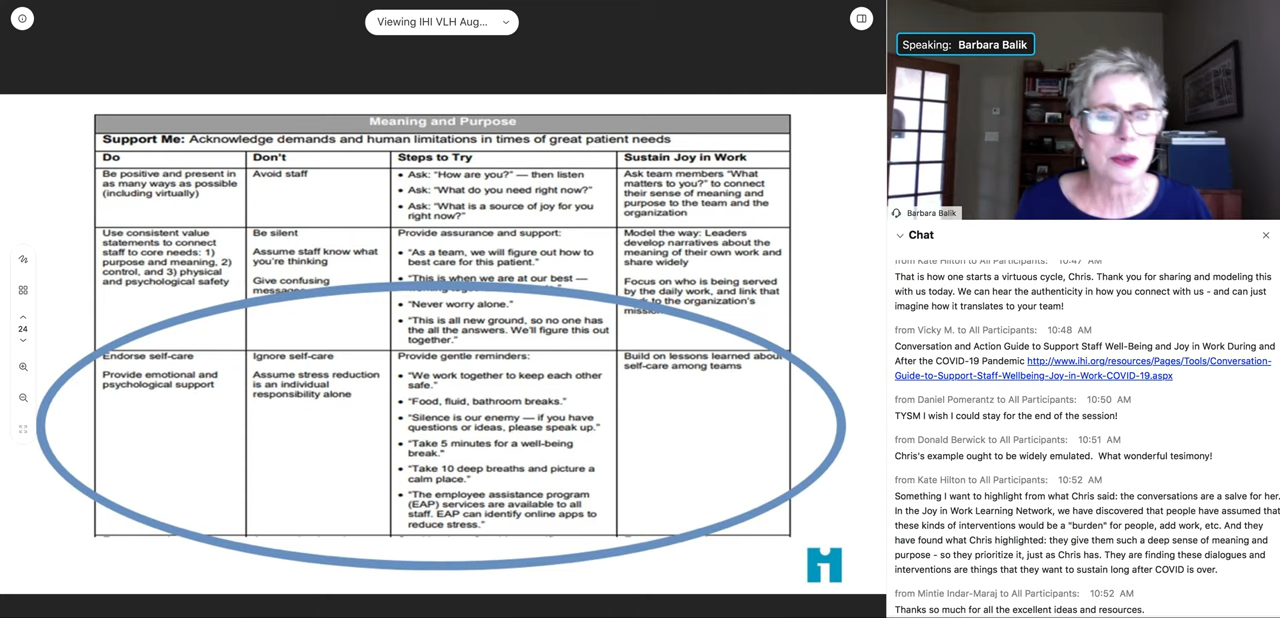 Viewing IHI VLH Aug...
Meaning and Purpose
Support Me: Acknowledge demands and human limitations in times of great patient needs
Do
Don't
Steps to Try
Sustain Joy in Work
Be positive and present in
as many ways as possible
(including virtually)
Avoid staff
• Ask: "How are you?" — then listen
• Ask: "What do you need right now?"
• Ask: "What is a source of joy for you
right now?"
Ask team members "What
matters to you?" to connect
their sense of meaning and
purpose to the team and the
organization
Use consistent value
statements to connect
staff to core needs: 1)
purpose and meaning, 2)
control, and 3) physical
and psychological safety
Be silent
Assume staff know what
you're thinking
Give confusing
messages
Provide assurance and support:
• "As a team, we will figure out how to
best care for this patient."
• "This is when we are at our best —
• "Never worry alone."
• "This is all new ground, so no one has
the all the answers. We'll figure this out
together."
Model the way: Leaders
develop narratives about the
meaning of their own work and
share widely
Focus on who is being served
by the daily work, and link that
to the organization's
mission
Endorse self-care
Provide emotional and
psychological support
Ignore self-care
Assume stress reduction
is an individual
responsibility alone
Provide gentle reminders:
• "We work together to keep each other
safe."
• "Food, fluid, bathroom breaks."
• "Silence is our enemy — if you have
questions or ideas, please speak up."
• "Take 5 minutes for a well-being
break."
• "Take 10 deep breaths and picture a
calm place."
• "The employee assistance program
(EAP) services are available to all
staff. EAP can identify online apps to
reduce stress."
Build on lessons learned about
self-care among teams
24
Speaking: Barbara Balik
Barbara Balik
Chat
from Kate Hilton to All Participants: 10:47 AM
That is how one starts a virtuous cycle, Chris. Thank you for sharing and modeling this
with us today. We can hear the authenticity in how you connect with us - and can just
imagine how it translates to your team!
from Vicky M. to All Participants: 10:48 AM
Conversation and Action Guide to Support Staff Well-Being and Joy in Work During and
After the COVID-19 Pandemic http://www.ihi.org/resources/Pages/Tools/Conversation-
Guide-to-Support-Staff-Wellbeing-Joy-in-Work-COVID-19.aspx
from Daniel Pomerantz to All Participants: 10:50 AM
TYSM I wish I could stay for the end of the session!
from Donald Berwick to All Participants: 10:51 AM
Chris's example ought to be widely emulated. What wonderful tesimony!
from Kate Hilton to All Participants: 10:52 AM
Something I want to highlight from what Chris said: the conversations are a salve for her.
In the Joy in Work Learning Network, we have discovered that people have assumed that
these kinds of interventions would be a "burden" for people, add work, etc. And they
have found what Chris highlighted: they give them such a deep sense of meaning and
purpose - so they prioritize it, just as Chris has. They are finding these dialogues and
interventions are things that they want to sustain long after COVID is over.
from Mintie Indar-Maraj to All Participants: 10:52 AM
Thanks so much for all the excellent ideas and resources.